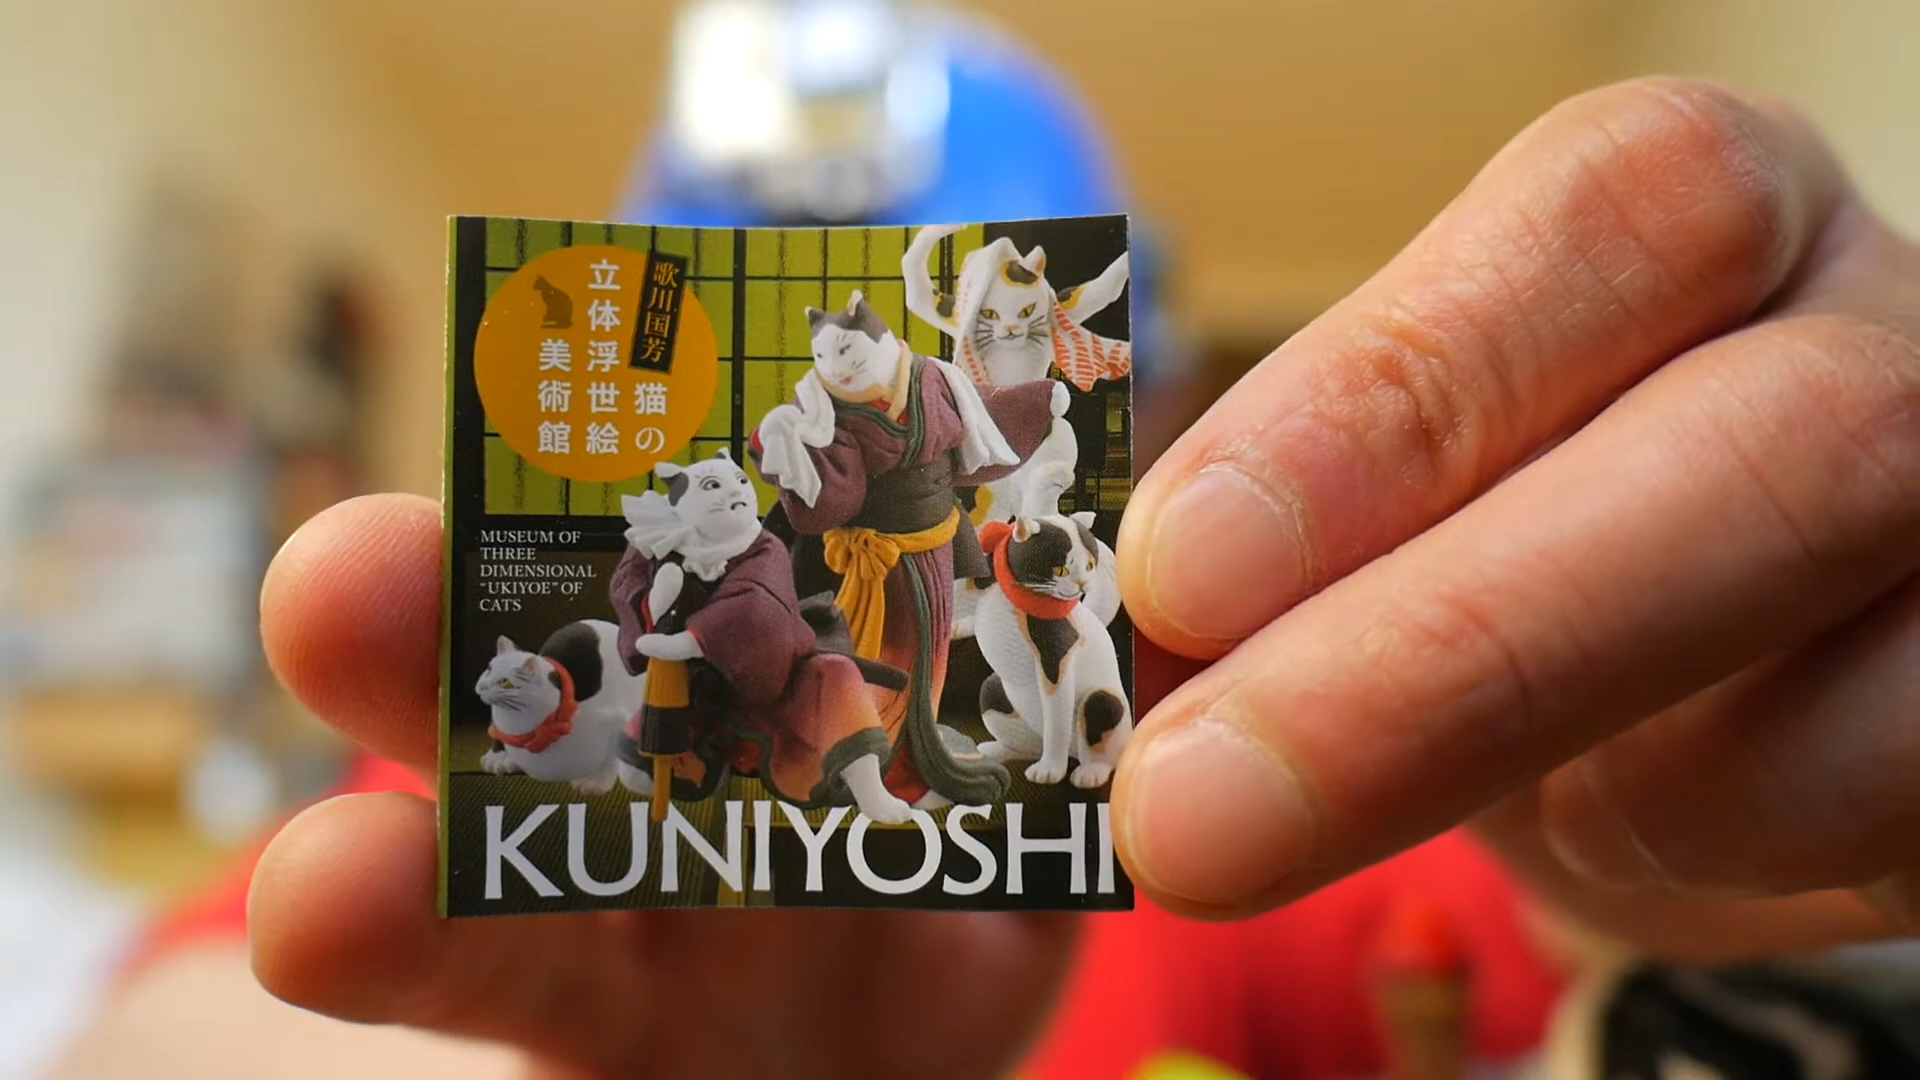 歌川国芳
猫の
立体浮世絵
美術館
MUSEUM OF
THREE
DIMENSIONAL
“UKIYOE” OF
CATS
KUNIYOSHI